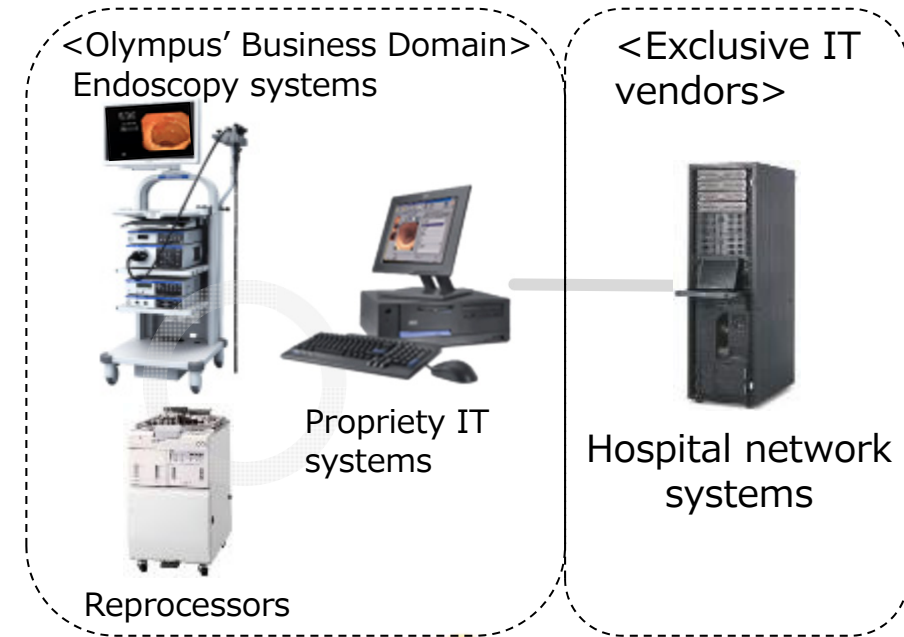 <Olympus’ Business Domain>
Endoscopy systems
<Exclusive IT
vendors>
Propriety IT
systems
Hospital network
systems
Reprocessors